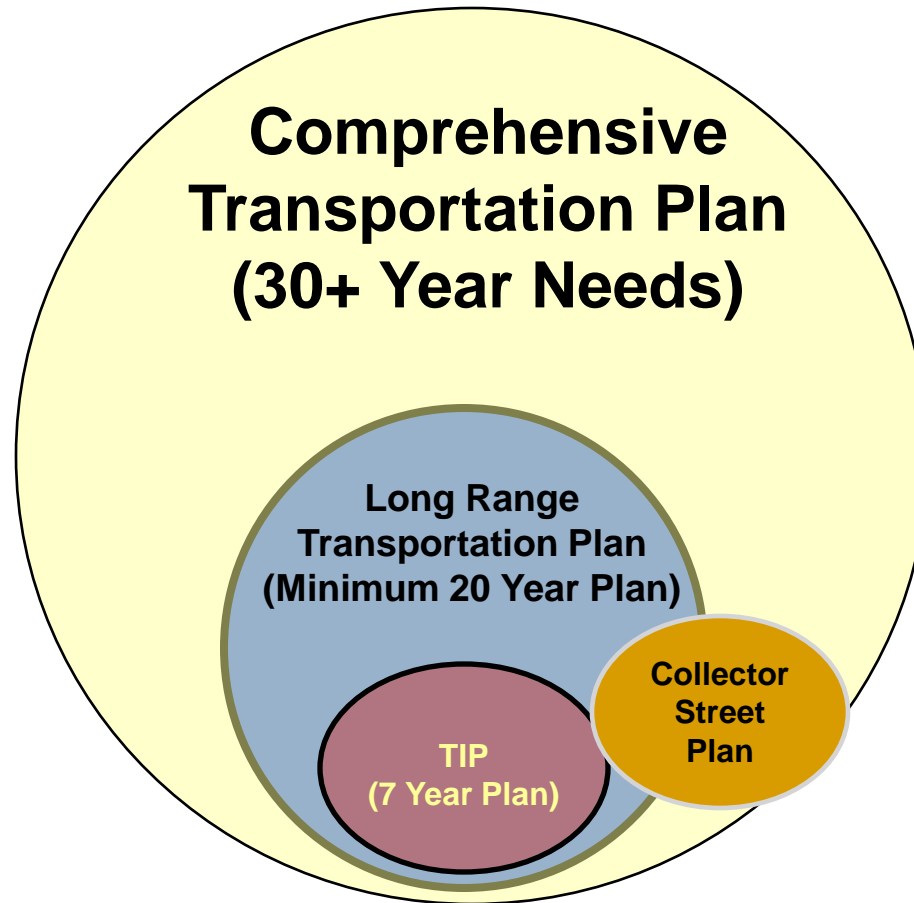 Comprehensive
Transportation Plan
(30+ Year Needs)
Long Range
Transportation Plan
(Minimum 20 Year Plan)
Collector
Street
Plan
TIP
(7 Year Plan)